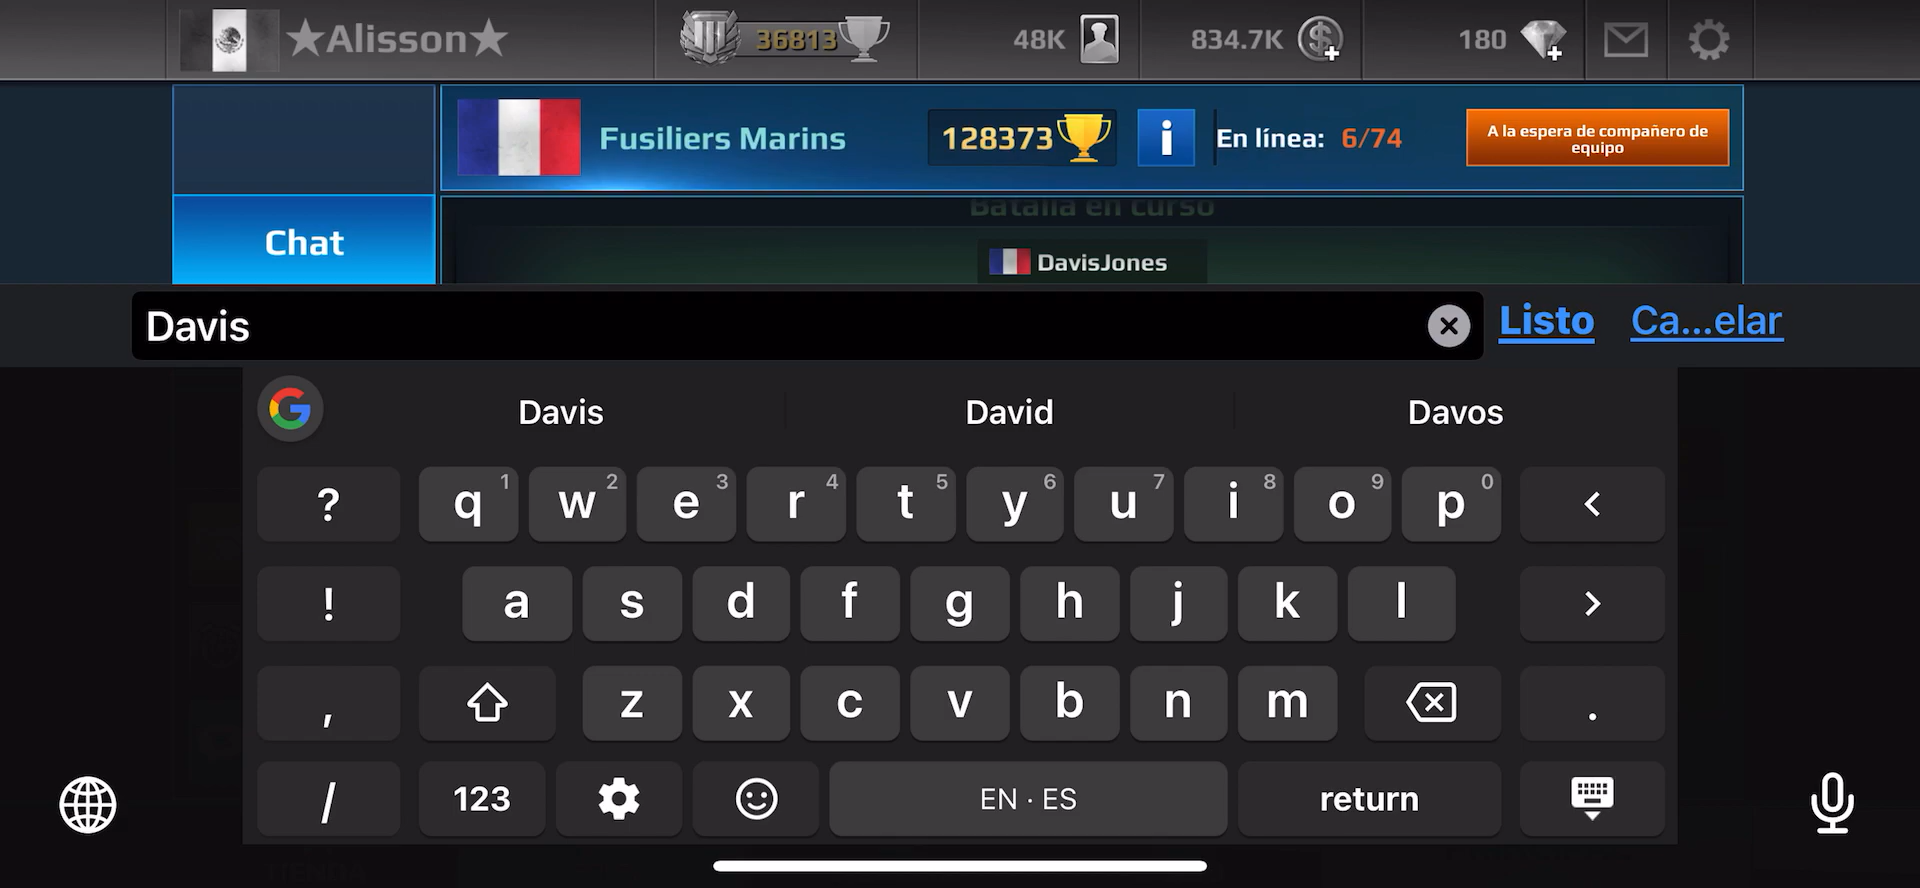 ★Alisson★
36813
48K
834.7K
180
Fusiliers Marins
128373
i
En línea: 6/74
A la espera de compañero de
equipo
Batalla en curso
Chat
DavisJones
Davis
Listo
Ca...elar
Davis
David
Davos
? q 1 w 2 e 3 r 4 t 5 y 6 u 7 i 8 o 9 p 0 <
! a s d f g h j k l >
, z x c v b n m .
/ 123 EN · ES return
TIENDA